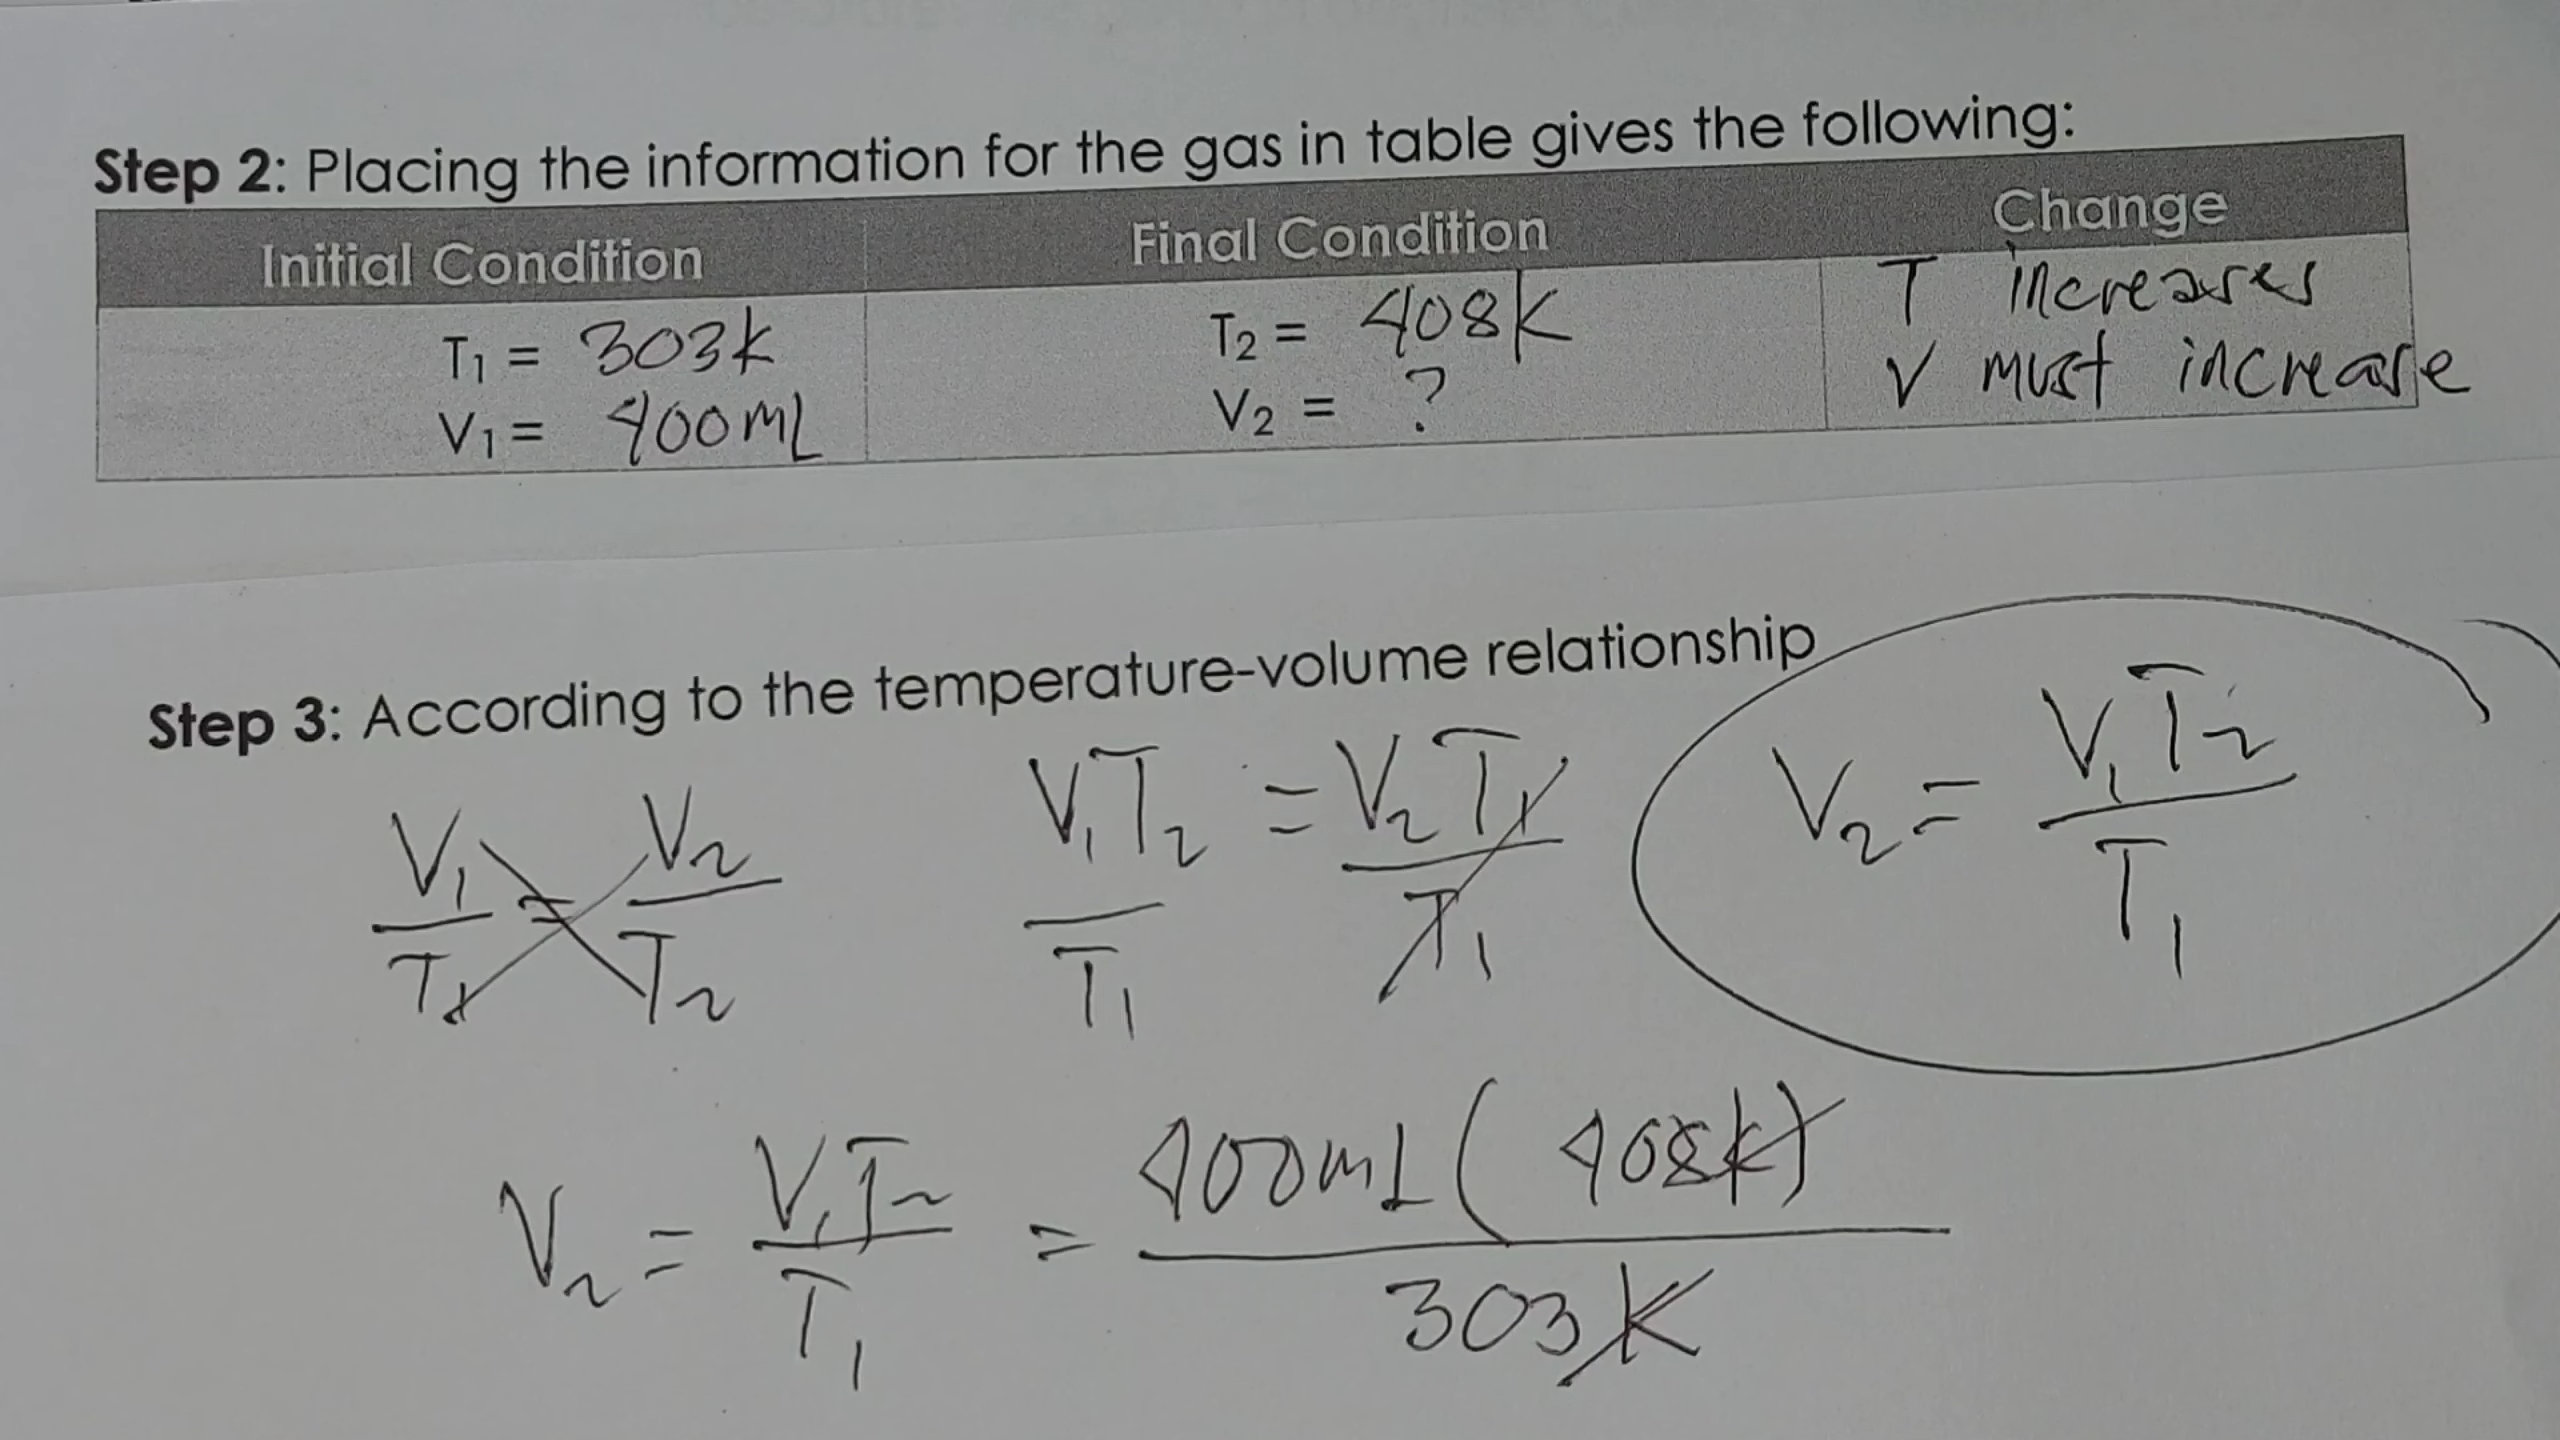 Step 2: Placing the information for the gas in table gives the following:
Initial Condition Final Condition Change
T1 = 303K T2 = 408K T increases
V1 = 400mL V2 = ? V must increase
Step 3: According to the temperature-volume relationship
V1/T1 = V2/T2 V1T2/T1 = V2T1/T1 V2 = V1T2/T1
V2 = V1T2/T1 = 400mL(408K)/303K